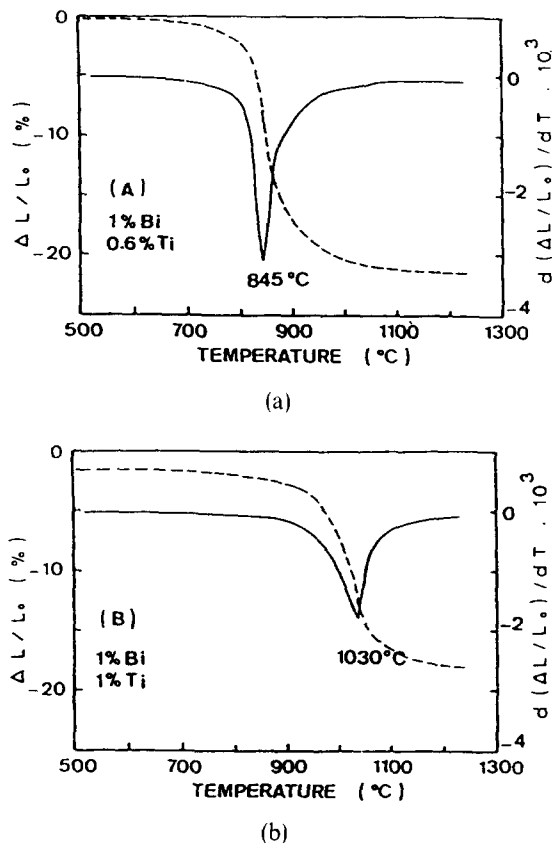 0
-10
-20
Δ L / L₀ (%)
(A)
1%Bi
0.6%Ti
845°C
0
-2
-4
d(ΔL/L₀)/dT . 10³
500 700 900 1100 1300
TEMPERATURE (°C)
(a)
0
-10
-20
Δ L / L₀ (%)
(B)
1%Bi
1%Ti
1030°C
0
-2
-4
d(ΔL/L₀)/dT . 10³
500 700 900 1100 1300
TEMPERATURE (°C)
(b)